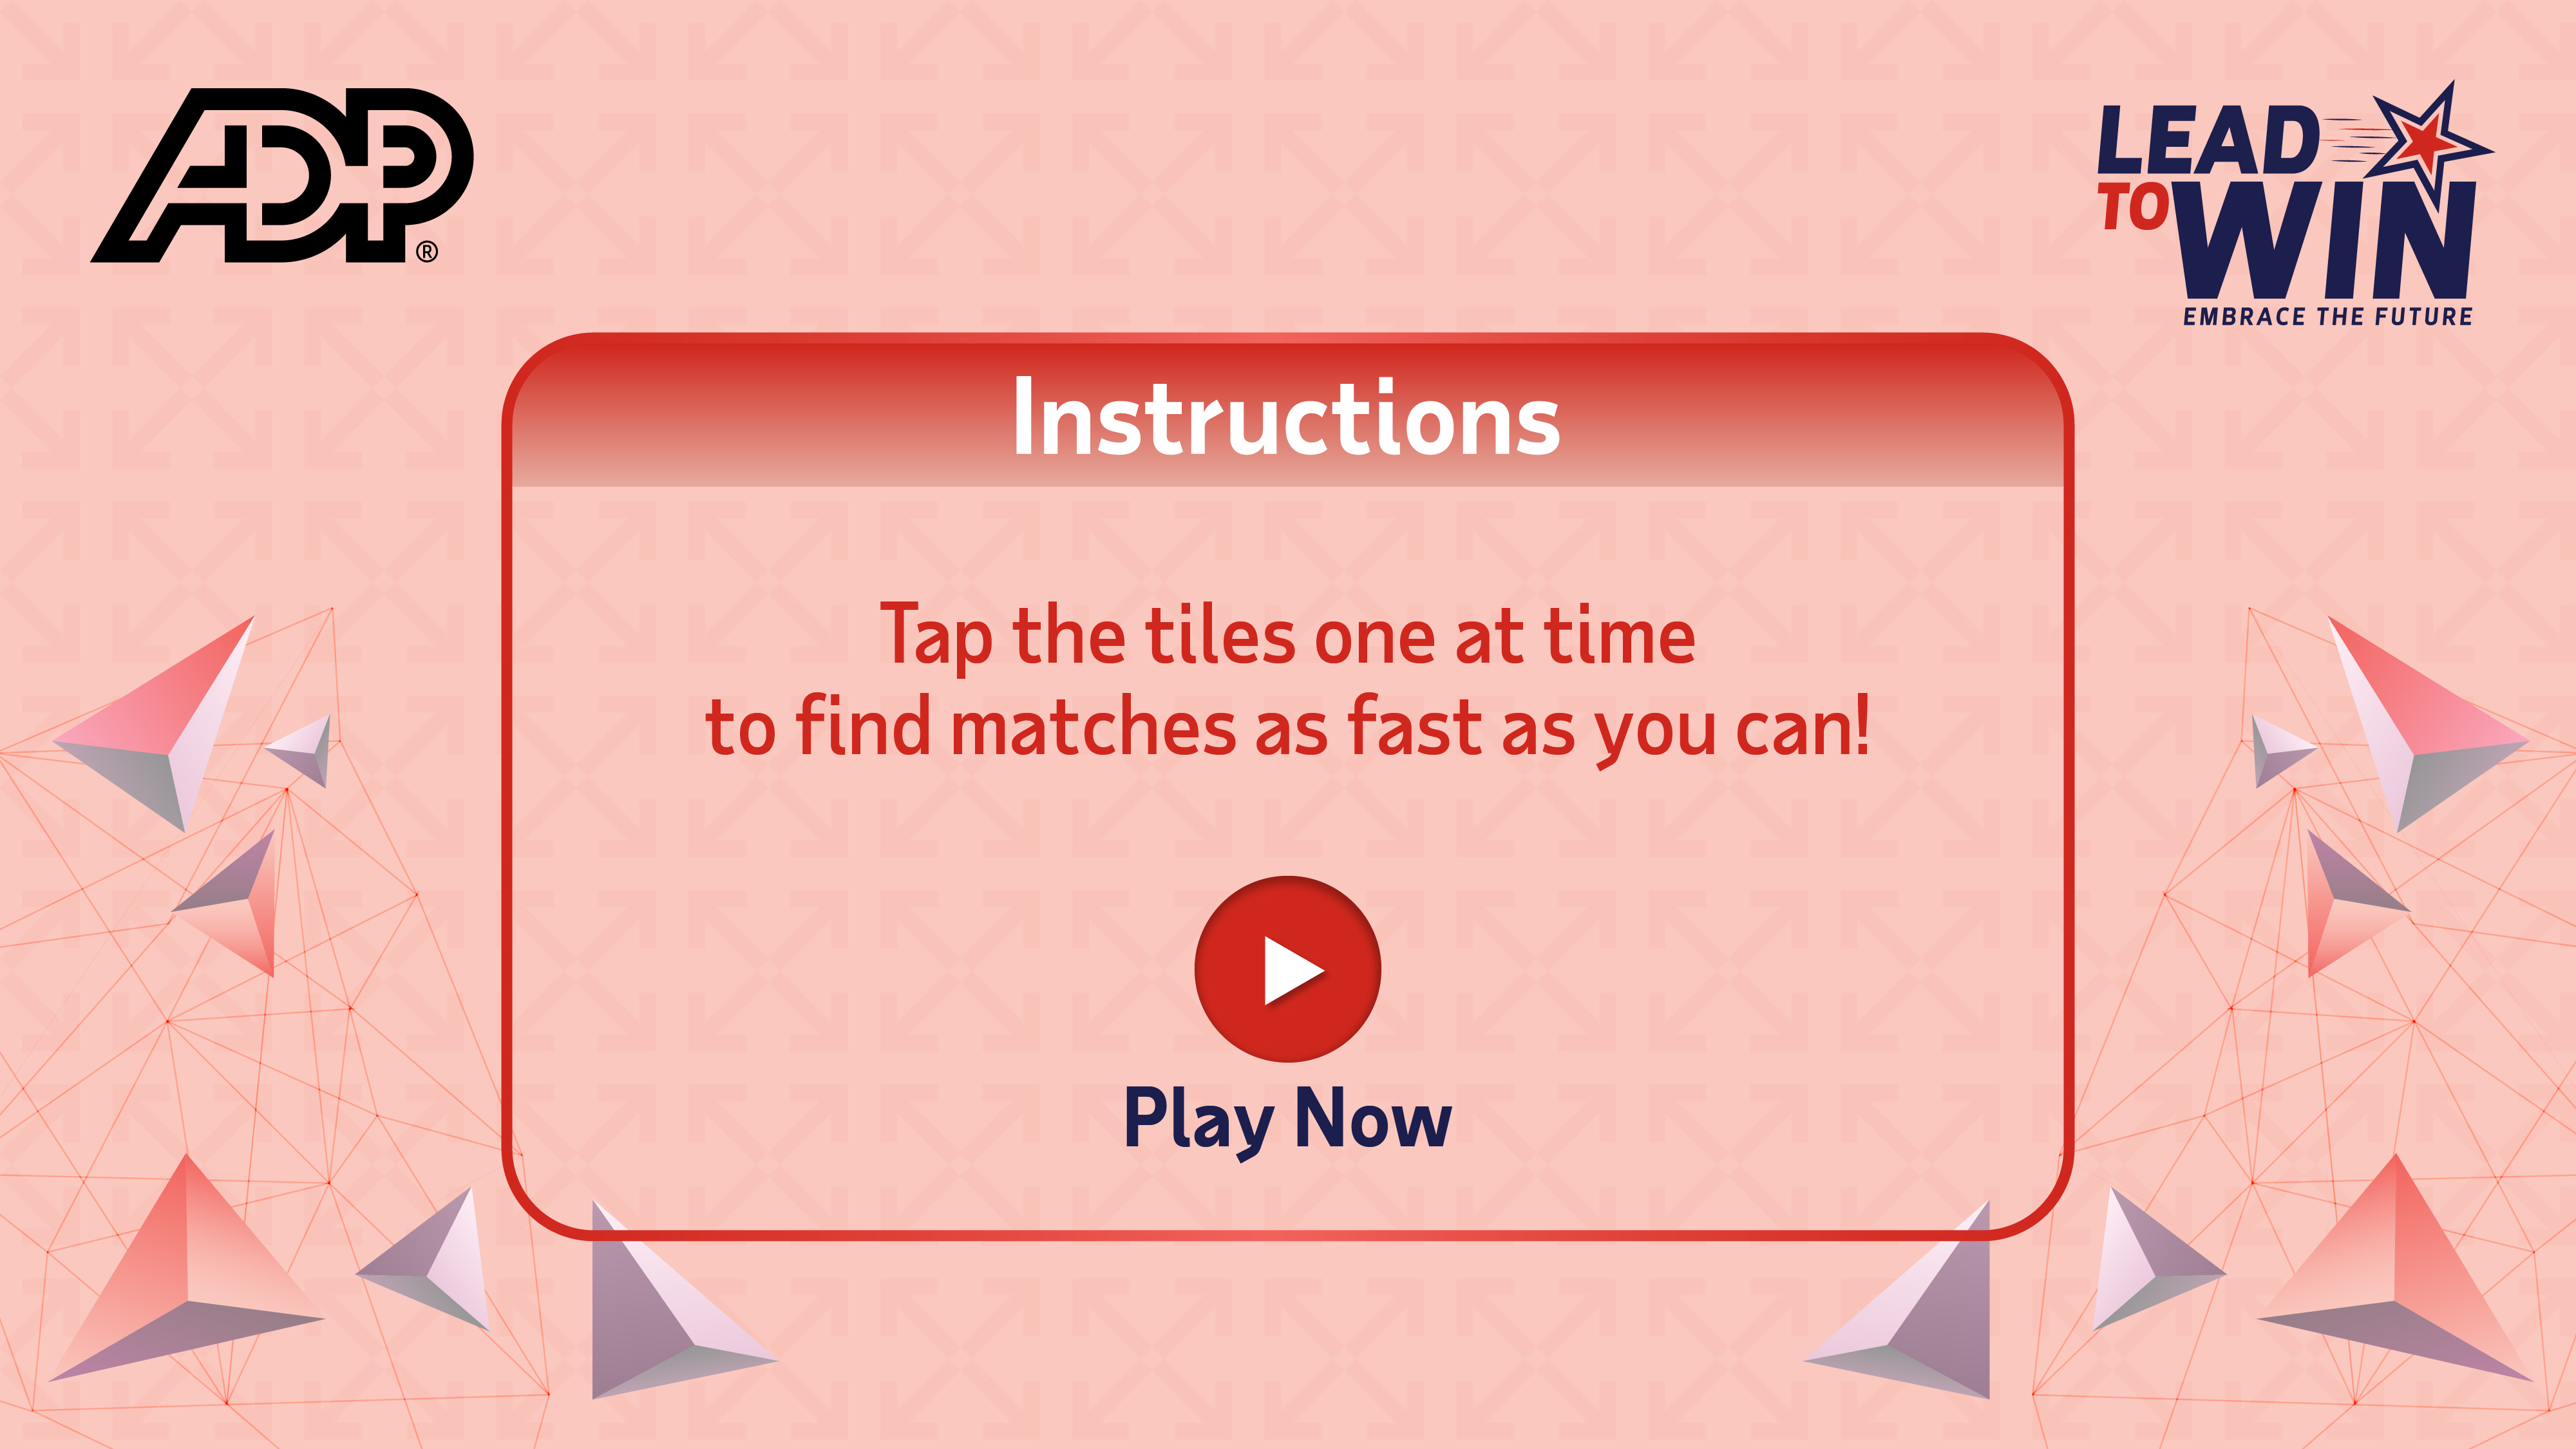 ADP®
LEAD
TO WIN
EMBRACE THE FUTURE
Instructions
Tap the tiles one at time
to find matches as fast as you can!
Play Now